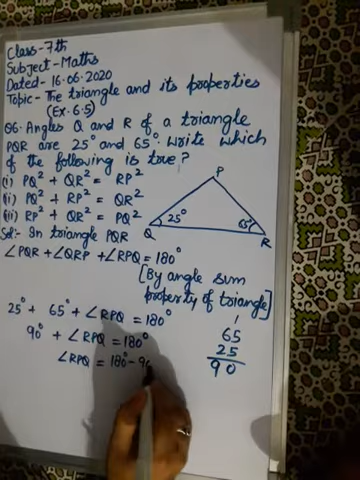 Class-7th
Subject-Maths
Dated-16.06.2020
Topic-The triangle and its properties
(Ex.6.5)
Q6. Angles Q and R of a triangle
PQR are 25° and 65°. Write which
of the following is true?
(i) PQ² + QR² = RP²
(ii) PQ² + RP² = QR²
(iii) RP² + QR² = PQ²
P
25°
65°
Q
R
Sol:- In triangle PQR
∠PQR + ∠QRP + ∠RPQ = 180°
[By angle sum
property of triangle]
25° + 65° + ∠RPQ = 180°
90° + ∠RPQ = 180°
∠RPQ = 180° - 90
1
65
25
90